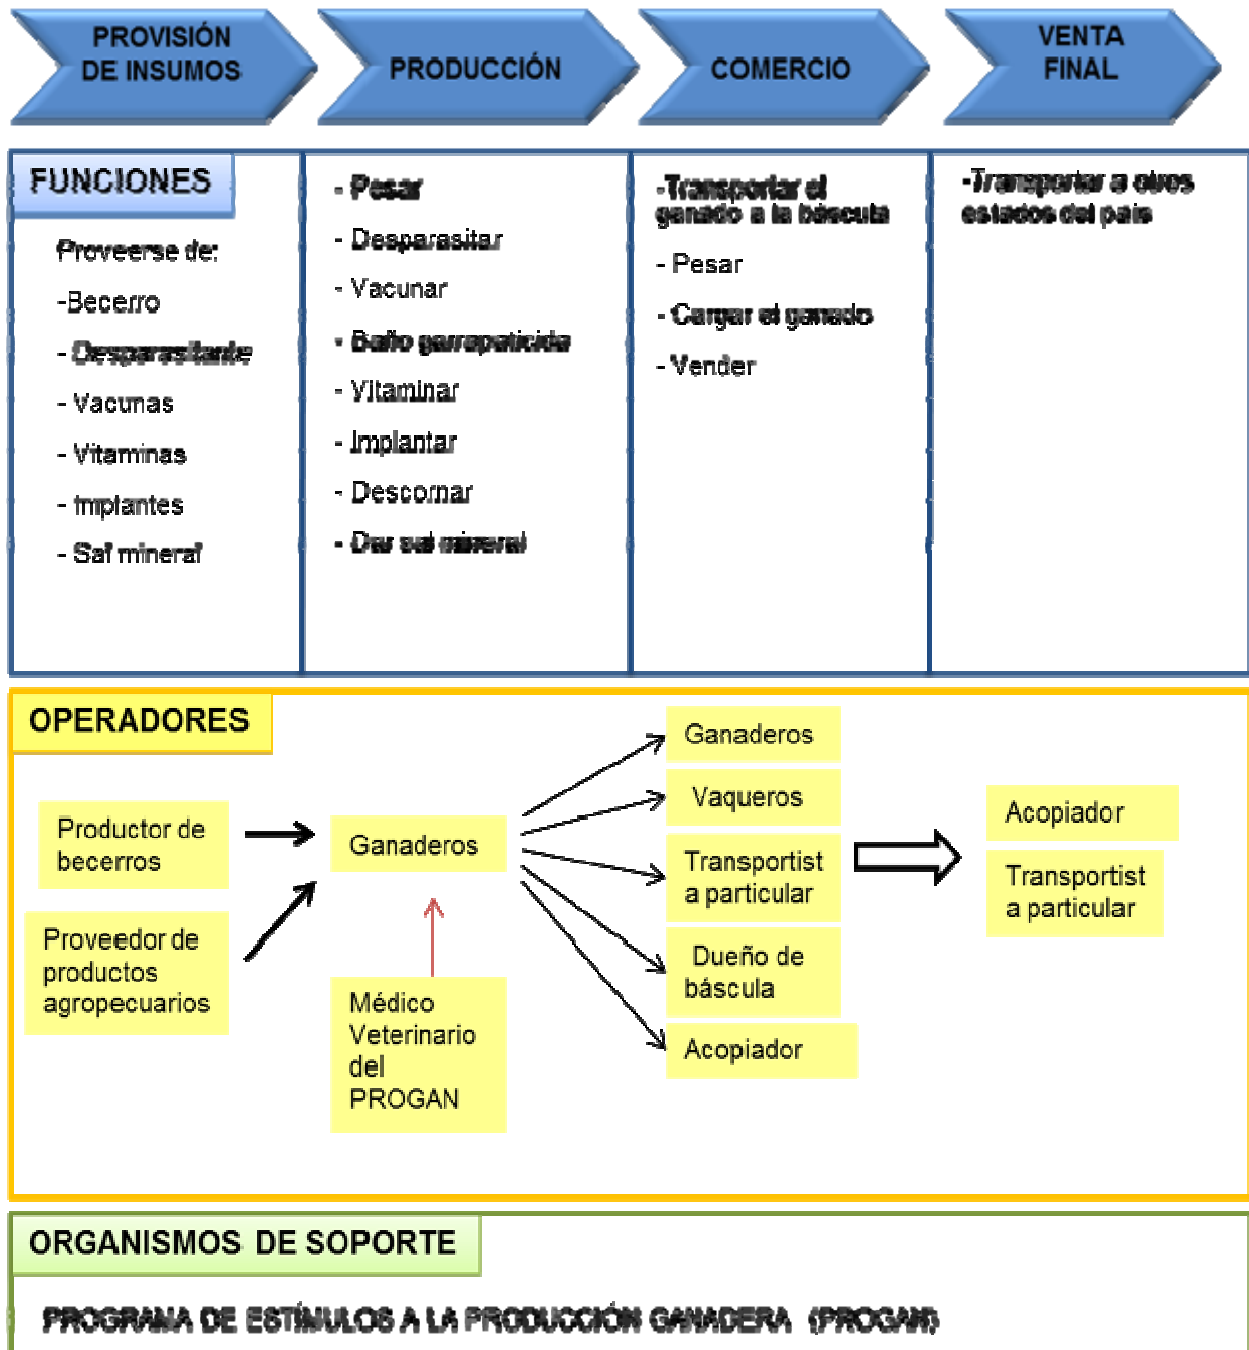 PROVISIÓN
DE INSUMOS
PRODUCCIÓN
COMERCIO
VENTA
FINAL
FUNCIONES
Proveerse de:
-Becerro
- Desparasitante
- Vacunas
- Vitaminas
- Implantes
- Sal mineral
- Pesar
- Desparasitar
- Vacunar
- Baño garrapaticida
- Vitaminar
- Implantar
- Descornar
- Dar sal mineral
-Transportar el
ganado a la báscula
- Pesar
- Cargar el ganado
- Vender
-Transportar a otros
estados del país
OPERADORES
Productor de
becerros
Proveedor de
productos
agropecuarios
Ganaderos
Médico
Veterinario
del
PROGAN
Ganaderos
Vaqueros
Transportist
a particular
Dueño de
báscula
Acopiador
Acopiador
Transportist
a particular
ORGANISMOS DE SOPORTE
PROGRAMA DE ESTÍMULOS A LA PRODUCCIÓN GANADERA (PROGAN)